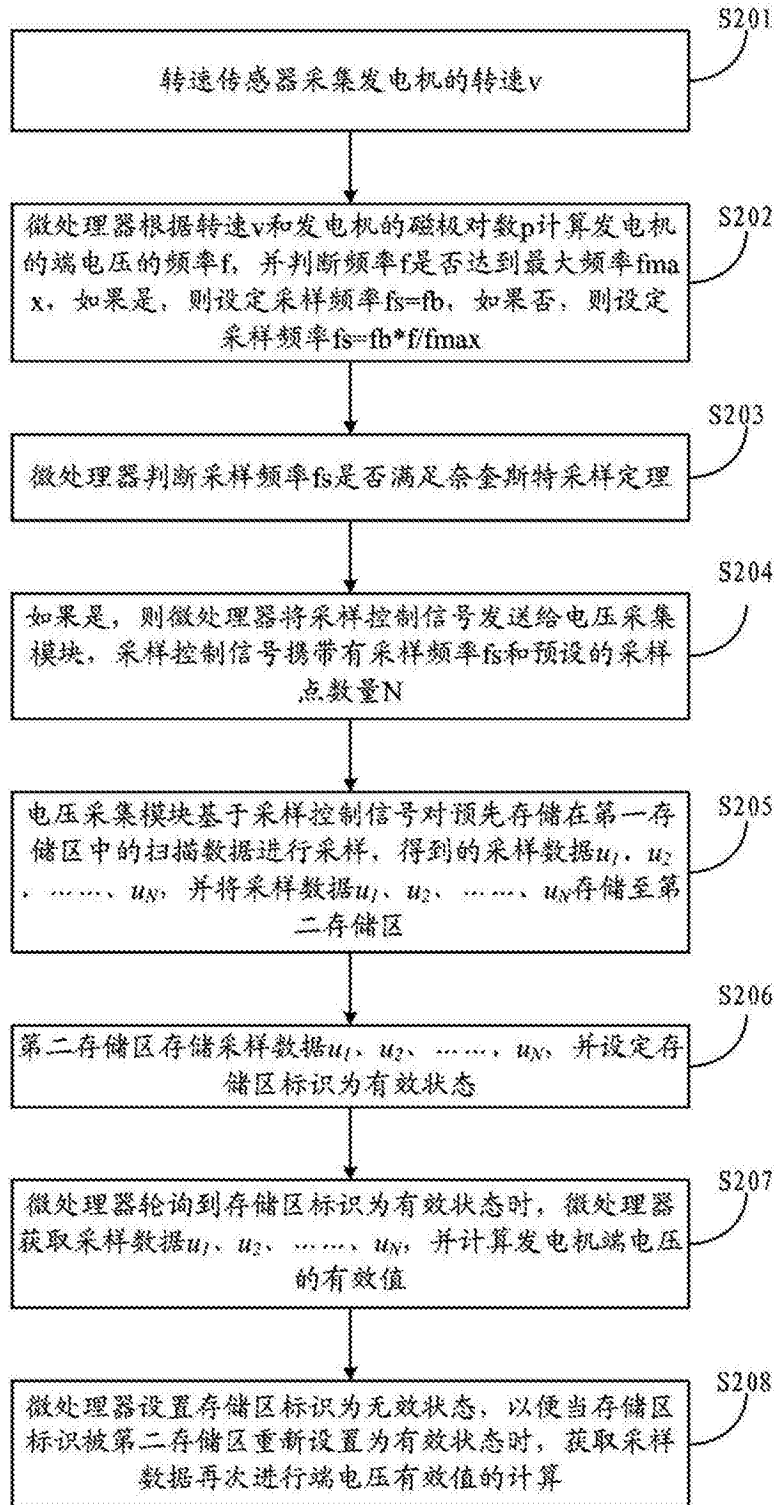 S201
转速传感器采集发电机的转速v
S202
微处理器根据转速v和发电机的磁极对数p计算发电机
的端电压的频率f，并判断频率f是否达到最大频率fma
x，如果是，则设定采样频率fs=fb，如果否，则设定
采样频率fs=fb*f/fmax
S203
微处理器判断采样频率fs是否满足奈奎斯特采样定理
S204
如果是，则微处理器将采样控制信号发送给电压采集
模块，采样控制信号携带有采样频率fs和预设的采样
点数量N
S205
电压采集模块基于采样控制信号对预先存储在第一存
储区中的扫描数据进行采样，得到的采样数据u1、u2
、……、uN，并将采样数据u1、u2、……、uN存储至第
二存储区
S206
第二存储区存储采样数据u1、u2、……、uN，并设定存
储区标识为有效状态
S207
微处理器轮询到存储区标识为有效状态时，微处理器
获取采样数据u1、u2、……、uN，并计算发电机端电压
的有效值
S208
微处理器设置存储区标识为无效状态，以便当存储区
标识被第二存储区重新设置为有效状态时，获取采样
数据再次进行端电压有效值的计算